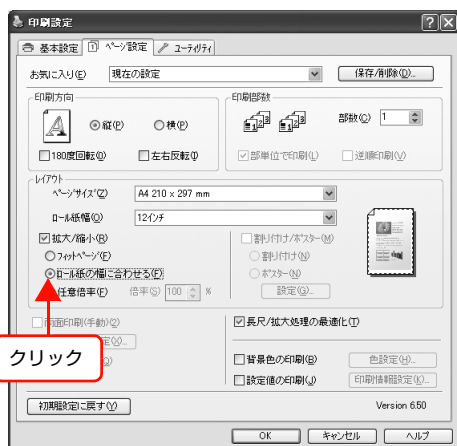 印刷設定
基本設定 ページ設定 ユーティリティ
お気に入り(E) 現在の設定 保存/削除(D)...
印刷方向
縦(P) 横(P)
180度回転(0) 左右反転(I)
印刷部数
部数(C) 1
部単位で印刷(L) 逆順印刷(V)
レイアウト
ページサイズ(Z) A4 210 x 297 mm
ロール紙幅(O) 12インチ
拡大/縮小(R)
フィットページ(E)
ロール紙の幅に合わせる(F)
任意倍率(F) 倍率(S) 100 %
割り付け/ポスター(M)
割り付け(N)
ポスター(N)
設定(G)...
両面印刷(手動)(2)
定(X)...
クリック
長尺/拡大処理の最適化(T)
背景色の印刷(B) 色設定(H)...
設定値の印刷(J) 印刷情報設定(K)...
初期設定に戻す(Y) Version 6.50
OK キャンセル ヘルプ